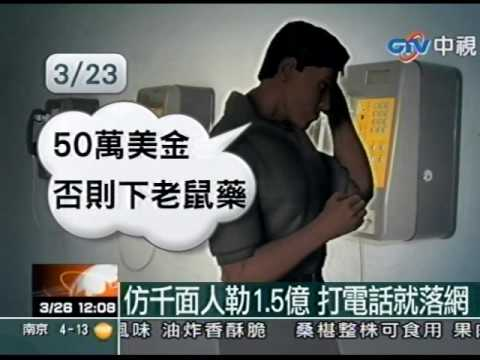 CTV中視
3/23
50萬美金
否則下老鼠藥
仿千面人勒1.5億 打電話就落網
3/26 12:08
南京 4-13 風味 油炸香酥脆 桑椹整株可食用 果肉